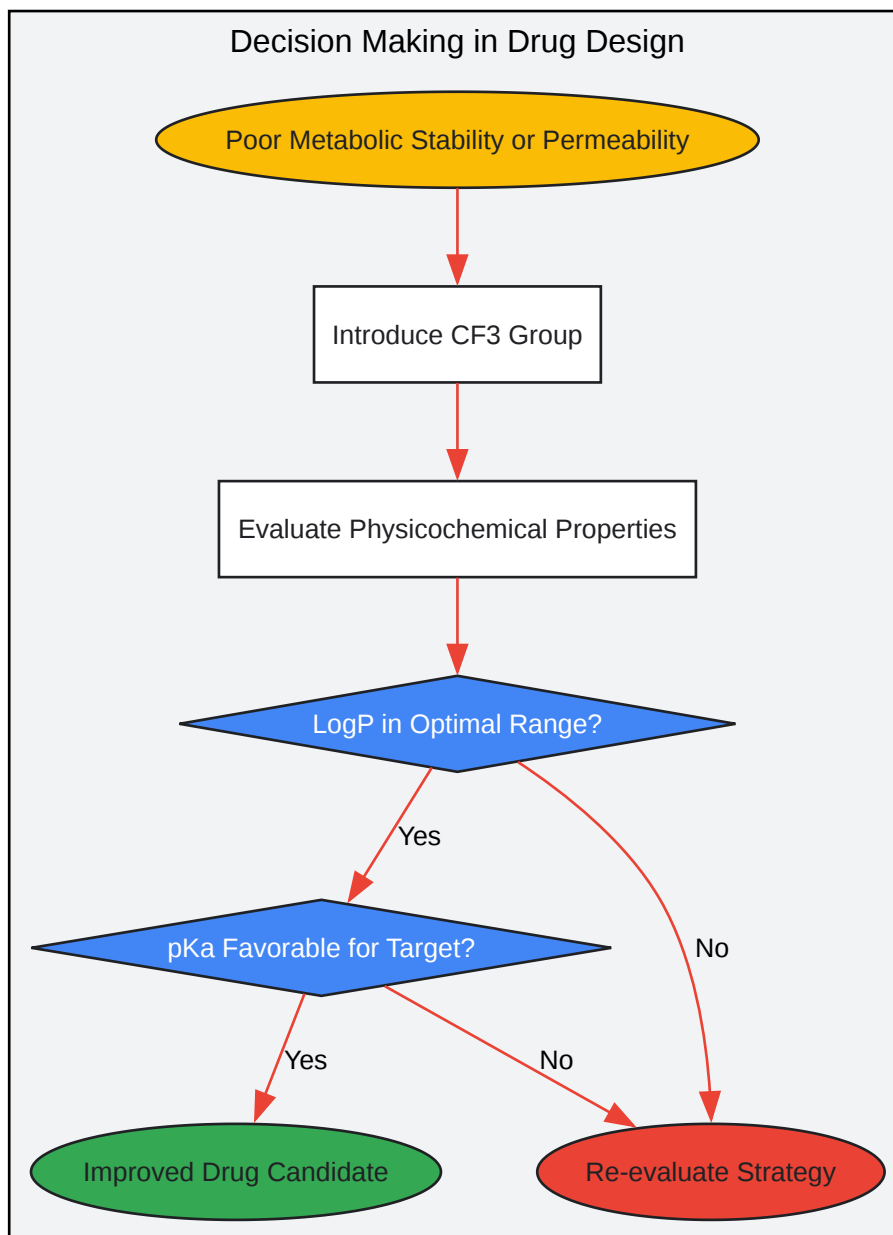 Decision Making in Drug Design
Poor Metabolic Stability or Permeability
Introduce CF3 Group
Evaluate Physicochemical Properties
LogP in Optimal Range?
Yes
pKa Favorable for Target?
No
Yes
No
Improved Drug Candidate
Re-evaluate Strategy